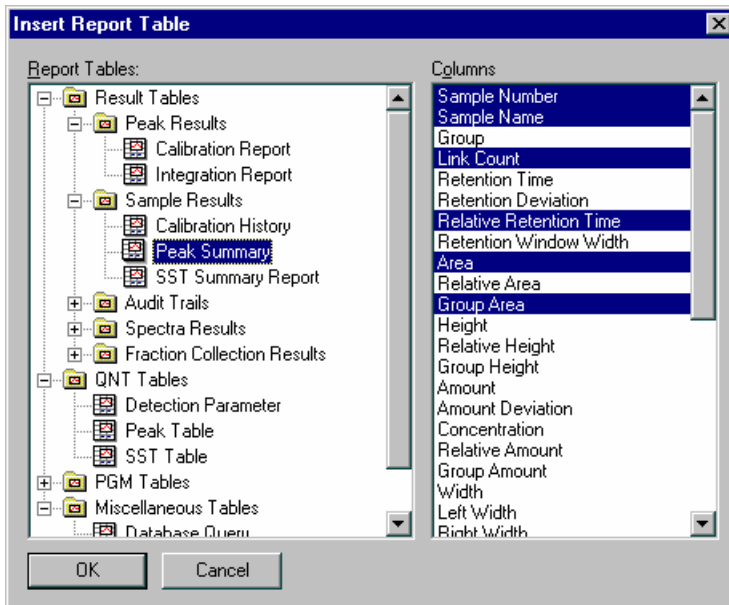 Insert Report Table
Report Tables:
Result Tables
Peak Results
Calibration Report
Integration Report
Sample Results
Calibration History
Peak Summary
SST Summary Report
Audit Trails
Spectra Results
Fraction Collection Results
QNT Tables
Detection Parameter
Peak Table
SST Table
PGM Tables
Miscellaneous Tables
Database Query
Columns
Sample Number
Sample Name
Group
Link Count
Retention Time
Retention Deviation
Relative Retention Time
Retention Window Width
Area
Relative Area
Group Area
Height
Relative Height
Group Height
Amount
Amount Deviation
Concentration
Relative Amount
Group Amount
Width
Left Width
Right Width
OK
Cancel